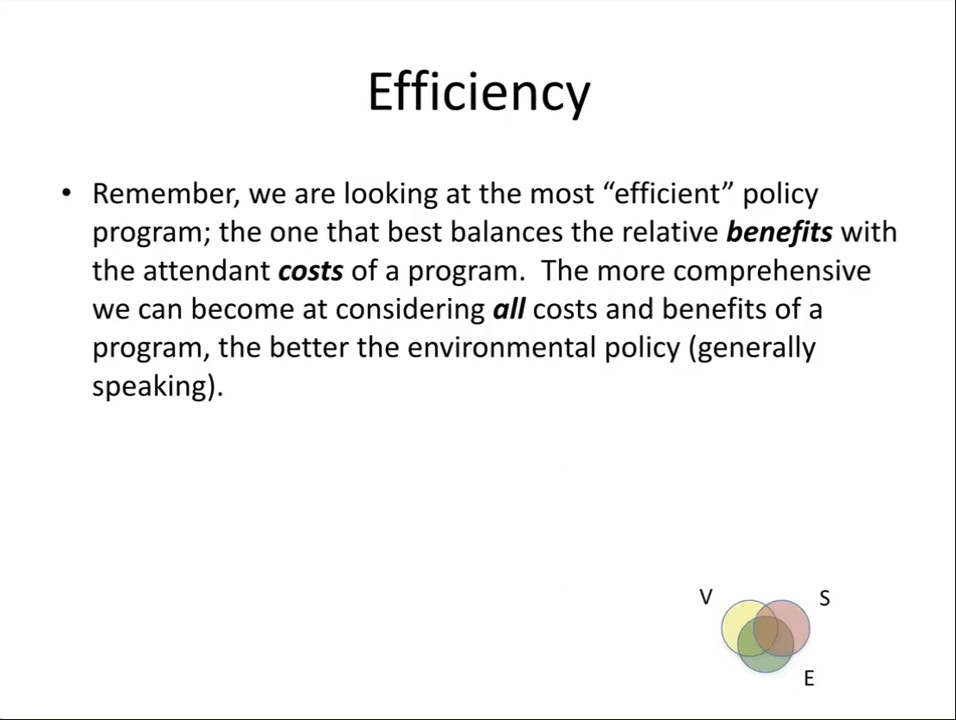 Efficiency
• Remember, we are looking at the most “efficient” policy
program; the one that best balances the relative benefits with
the attendant costs of a program.  The more comprehensive
we can become at considering all costs and benefits of a
program, the better the environmental policy (generally
speaking).
V
S
E